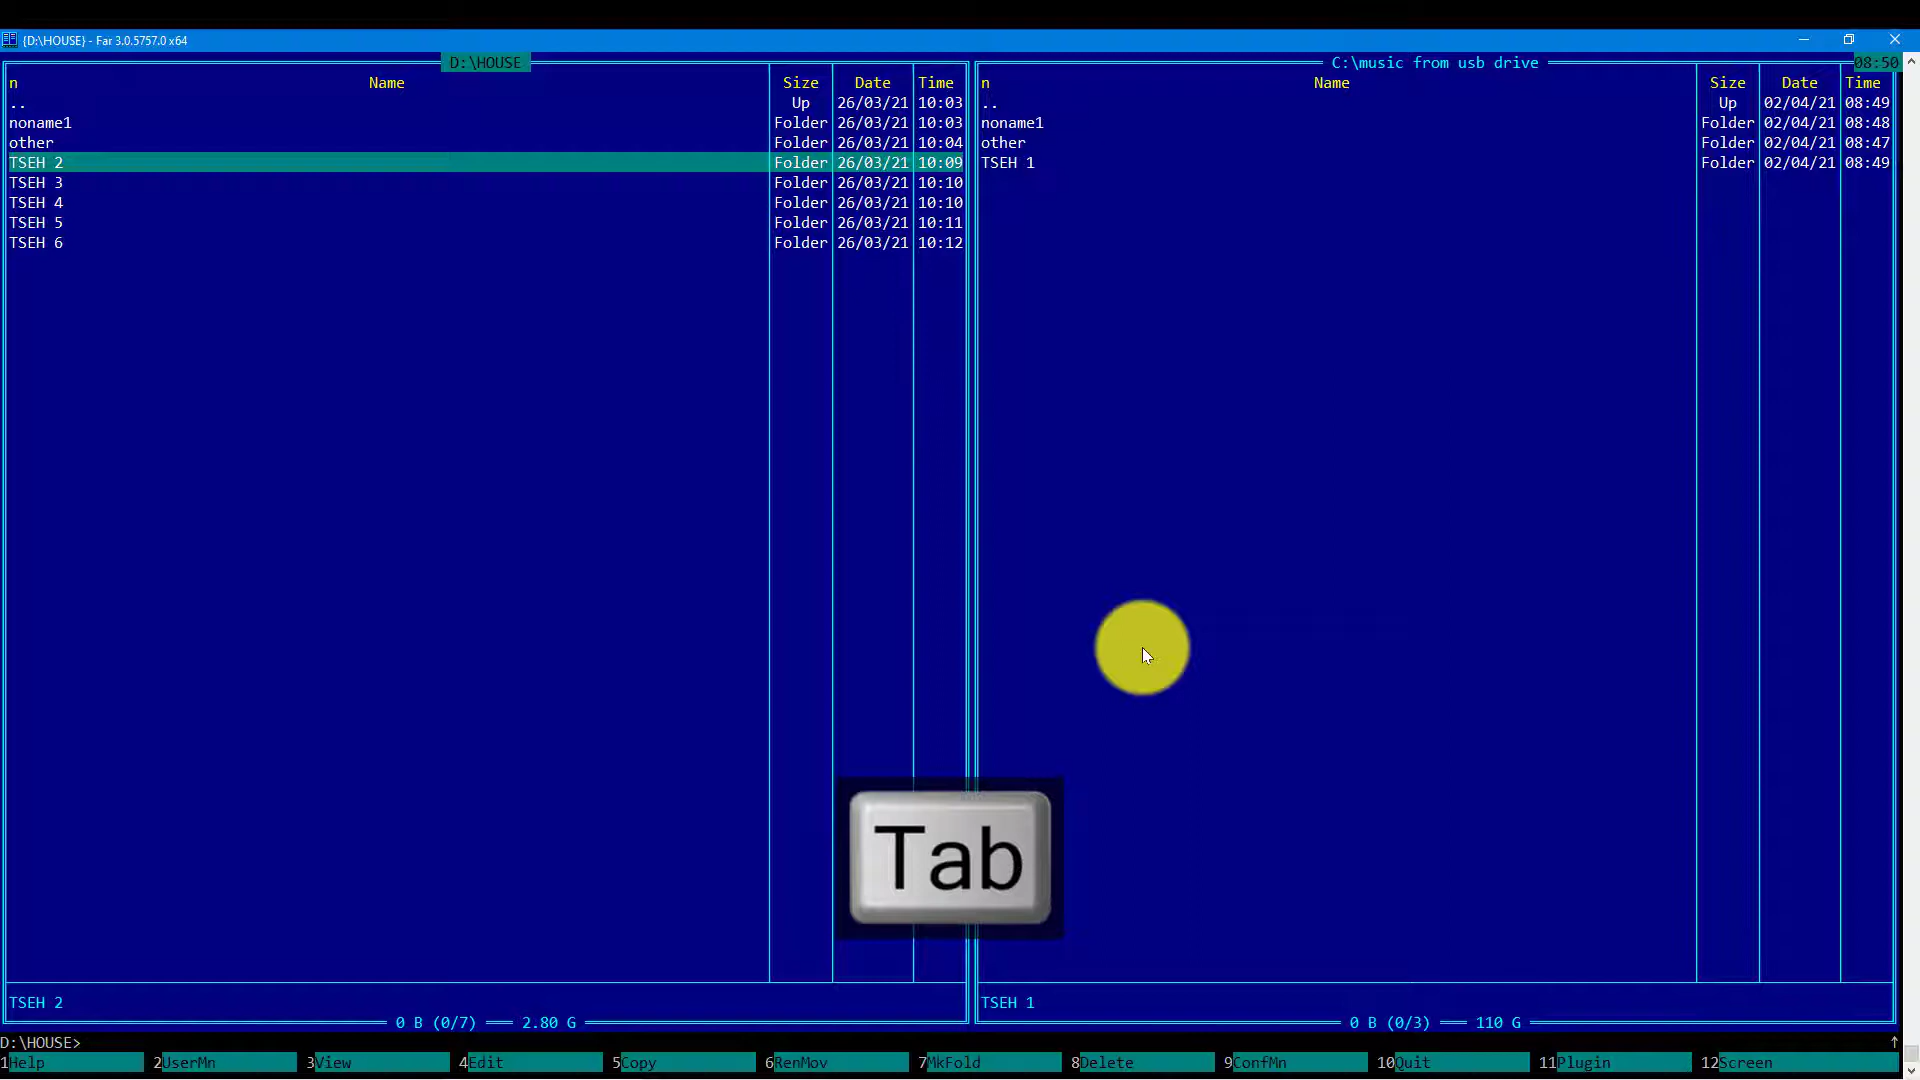 {D:\HOUSE} - Far 3.0.5757.0 x64
D:\HOUSE
n Name Size Date Time
.. Up 26/03/21 10:03
noname1 Folder 26/03/21 10:03
other Folder 26/03/21 10:04
TSEH 2 Folder 26/03/21 10:09
TSEH 3 Folder 26/03/21 10:10
TSEH 4 Folder 26/03/21 10:10
TSEH 5 Folder 26/03/21 10:11
TSEH 6 Folder 26/03/21 10:12
TSEH 2
0 B (0/7) 2.80 G
C:\music from usb drive 08:50
n Name Size Date Time
.. Up 02/04/21 08:49
noname1 Folder 02/04/21 08:48
other Folder 02/04/21 08:47
TSEH 1 Folder 02/04/21 08:49
TSEH 1
0 B (0/3) 110 G
Tab
D:\HOUSE>
1Help 2UserMn 3View 4Edit 5Copy 6RenMov 7MkFold 8Delete 9ConfMn 10Quit 11Plugin 12Screen